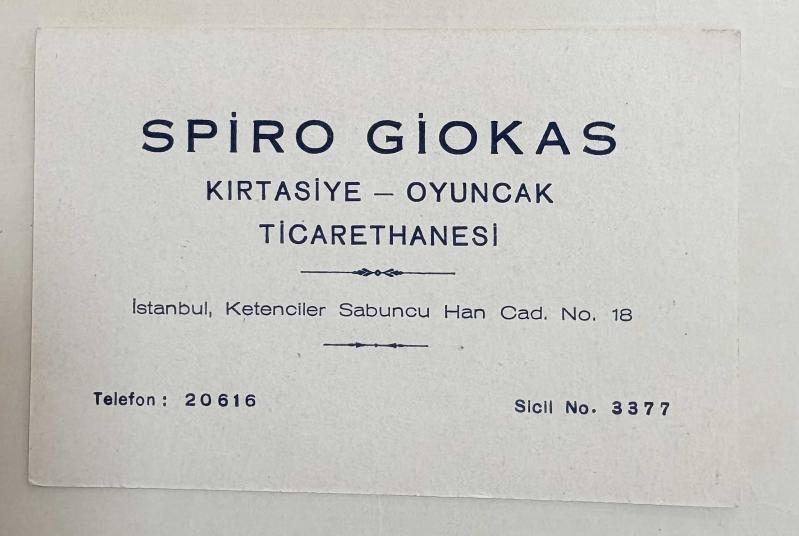 SPİRO GİOKAS
KIRTASİYE — OYUNCAK
TİCARETHANESİ
İstanbul, Ketenciler Sabuncu Han Cad. No. 18
Telefon: 20616
Sicil No. 3377